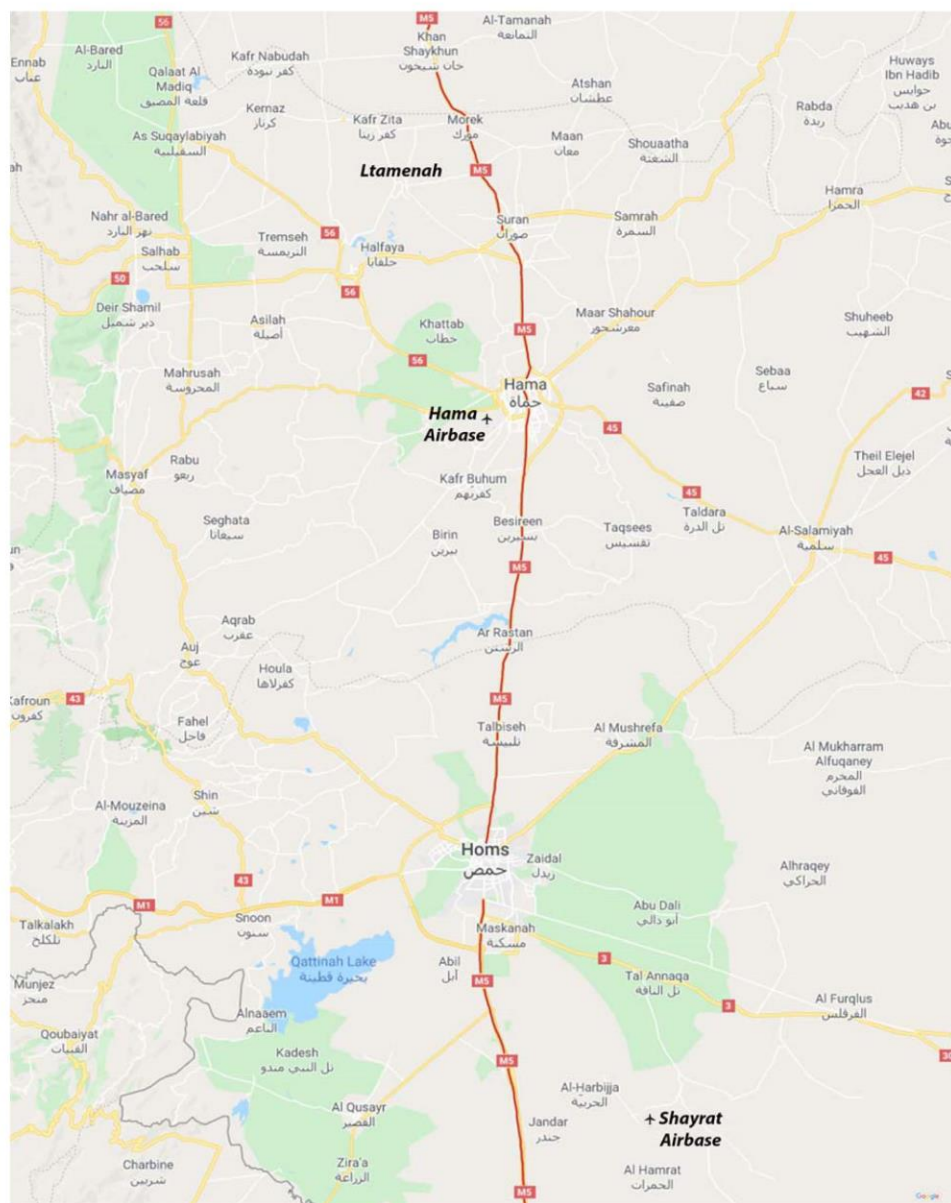 M5
56
Al-Tamanah
التمانعة
Khan
Shaykhun
خان شيخون
Al-Bared
البارد
Kafr Nabudah
كفر نبودة
Ennab
عناب
Qalaat Al
Madiq
قلعة المضيق
Huways
Ibn Hadib
حوايس
بن هديب
Atshan
عطشان
Kernaz
كرناز
Rabda
ربدة
Kafr Zita
كفر زيتا
Morek
مورك
Maan
معان
As Suqaylabiyah
السقيلبية
Shouaatha
الشعثة
Ltamenah
M5
Hamra
الحمرا
Nahr al-Bared
نهر البارد
Suran
صوران
Samrah
السمرة
56
Tremseh
التريمسة
Halfaya
حلفايا
Salhab
سلحب
50
56
Deir Shamil
دير شميل
Asilah
أصيلة
Khattab
خطاب
M5
Maar Shahour
معرشحور
Shuheeb
الشهيب
56
Mahrusah
المحروسة
Hama
حماة
Safinah
صفينة
Sebaa
سباع
42
Hama
Airbase
45
Theil Elejel
ذيل العجل
Rabu
ربعو
Masyaf
مصياف
Kafr Buhum
كفربهم
45
Seghata
سيغاتا
Birin
بيرين
Besireen
بسيرين
Taqsees
تقسيس
Taldara
تل الدرة
Al-Salamiyah
سلمية
45
M5
Aqrab
عقرب
Ar Rastan
الرستن
Auj
عوج
Houla
كفرلاها
43
Kafroun
كفرون
M5
Fahel
فاحل
Talbiseh
تلبيسة
Al Mushrefa
المشرفة
Al Mukharram
Alfuqaney
المخرم
الفوقاني
Shin
شين
Al-Mouzeina
المزينة
Homs
حمص
Zaidal
زيدل
Alhraqey
الحراكي
43
M1
M1
Abu Dali
أبو دالي
Snoon
سنون
Talkalakh
تلكلخ
Maskanah
مسكنة
3
Qattinah Lake
بحيرة قطينة
Abil
آبل
M5
Tal Annaqa
تل الناقة
3
Munjez
منجز
Al Furqlus
الفرقلس
Alnaaem
الناعم
Qoubaiyat
القبيات
Kadesh
تل النبي مندو
M5
Al-Harbijja
الحربية
Al Qusayr
القصير
Jandar
جندر
Shayrat
Airbase
Charbine
شربين
Zira'a
الزراعة
Al Hamrat
الحمرات
M5
Google